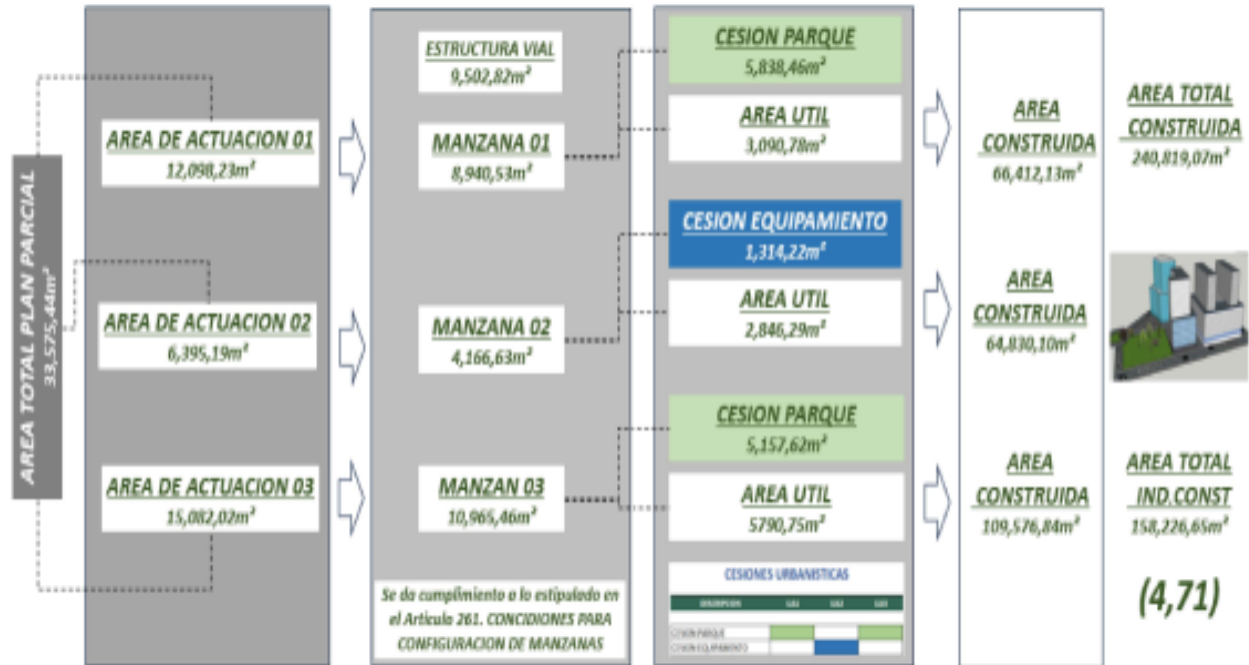 AREA TOTAL PLAN PARCIAL
33,575,44m²
AREA DE ACTUACION 01
12,098,23m²
AREA DE ACTUACION 02
6,395,19m²
AREA DE ACTUACION 03
15,082,02m²
ESTRUCTURA VIAL
9,502,82m²
MANZANA 01
8,940,53m²
MANZANA 02
4,166,63m²
MANZAN 03
10,965,46m²
Se da cumplimiento a lo estipulado en
el Articulo 261. CONCIDIONES PARA
CONFIGURACION DE MANZANAS
CESION PARQUE
5,838,46m²
AREA UTIL
3,090,78m²
CESION EQUIPAMIENTO
1,314,22m²
AREA UTIL
2,846,29m²
CESION PARQUE
5,157,62m²
AREA UTIL
5790,75m²
CESIONES URBANISTICAS
DESCRIPCION
CESION PARQUE
CESION EQUIPAMIENTO
AREA
CONSTRUIDA
66,412,13m²
AREA
CONSTRUIDA
64,830,10m²
AREA
CONSTRUIDA
109,576,84m²
AREA TOTAL
CONSTRUIDA
240,819,07m²
AREA TOTAL
IND.CONST
158,226,65m²
(4,71)